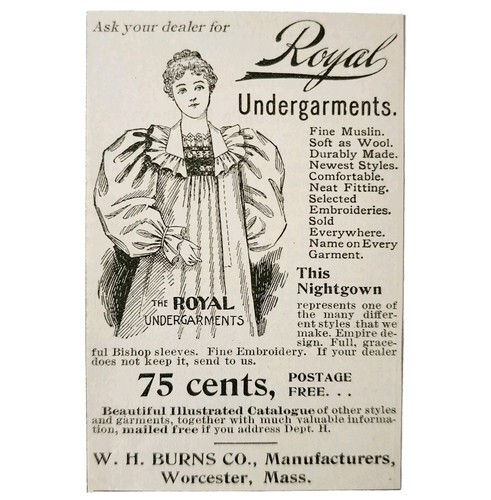 Ask your dealer for
Royal
Undergarments.
Fine Muslin.
Soft as Wool.
Durably Made.
Newest Styles.
Comfortable.
Neat Fitting.
Selected
Embroideries.
Sold
Everywhere.
Name on Every
Garment.
This
Nightgown
represents one of
the many differ-
ent styles that we
make. Empire de-
sign. Full, grace-
ful Bishop sleeves. Fine Embroidery. If your dealer
does not keep it, send to us.
THE ROYAL
UNDERGARMENTS
75 cents, POSTAGE
FREE. . .
Beautiful Illustrated Catalogue of other styles
and garments, together with much valuable informa-
tion, mailed free if you address Dept. H.
W. H. BURNS CO., Manufacturers,
Worcester, Mass.